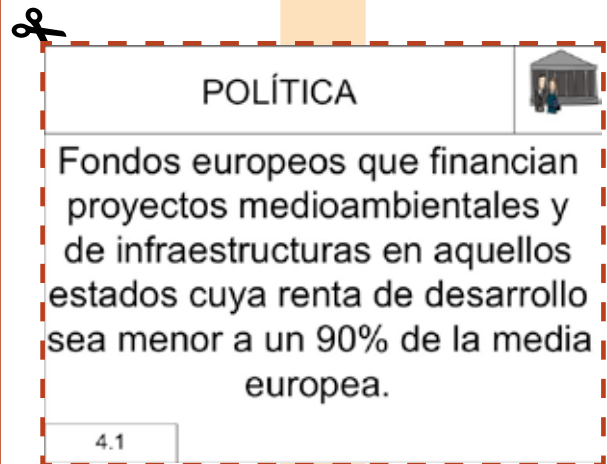 POLÍTICA
Fondos europeos que financian
proyectos medioambientales y
de infraestructuras en aquellos
estados cuya renta de desarrollo
sea menor a un 90% de la media
europea.
4.1